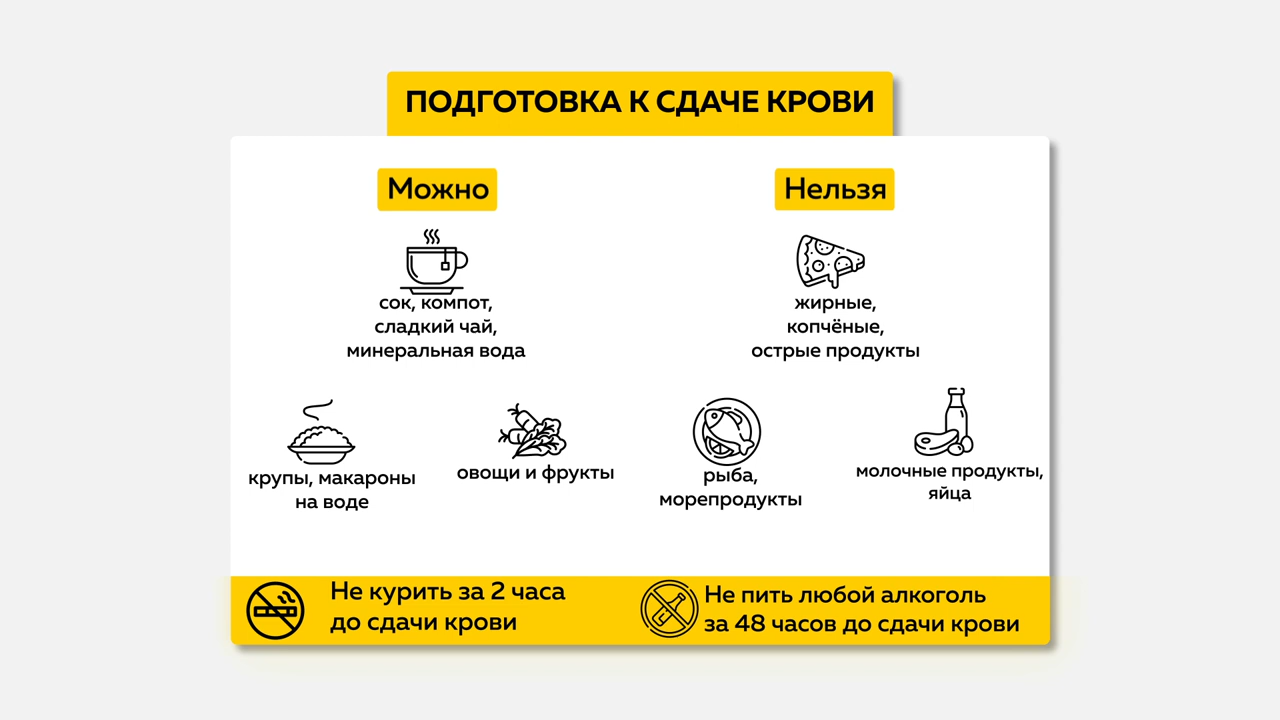 ПОДГОТОВКА К СДАЧЕ КРОВИ
Можно
сок, компот,
сладкий чай,
минеральная вода
крупы, макароны
на воде
овощи и фрукты
Нельзя
жирные,
копчёные,
острые продукты
рыба,
морепродукты
молочные продукты,
яйца
Не курить за 2 часа
до сдачи крови
Не пить любой алкоголь
за 48 часов до сдачи крови